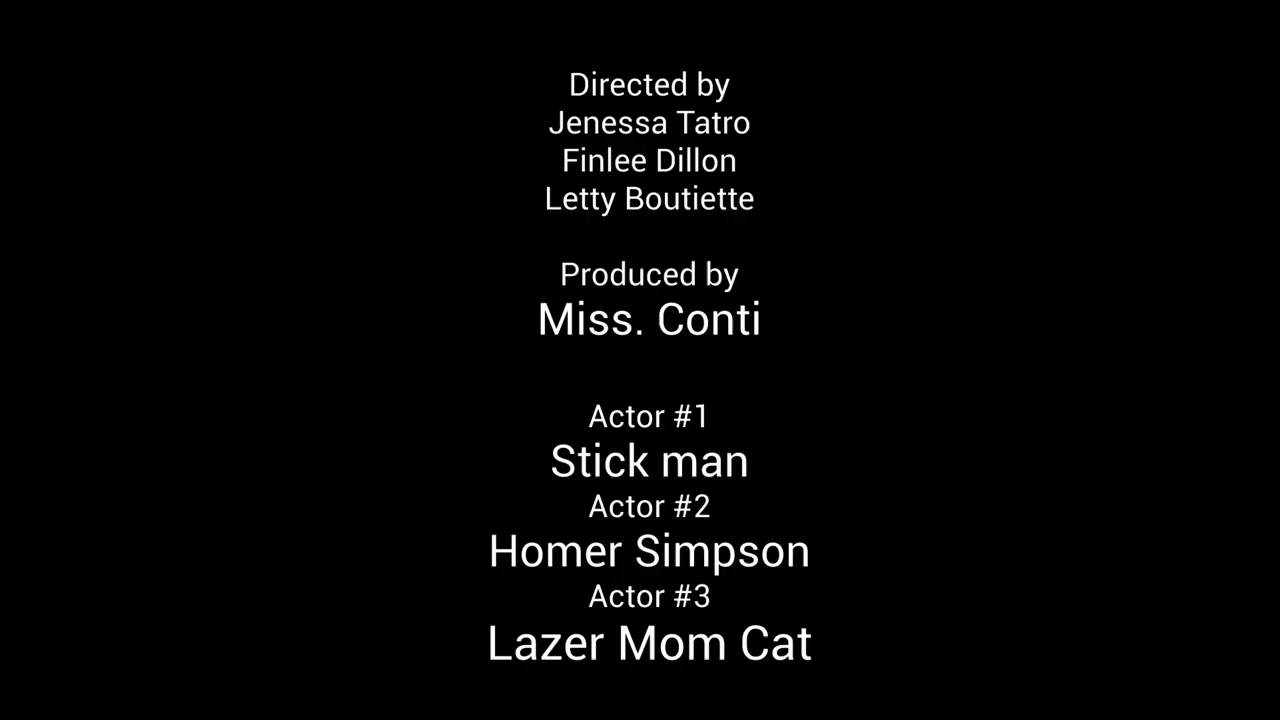 Directed by
Jenessa Tatro
Finlee Dillon
Letty Boutiette
Produced by
Miss. Conti
Actor #1
Stick man
Actor #2
Homer Simpson
Actor #3
Lazer Mom Cat